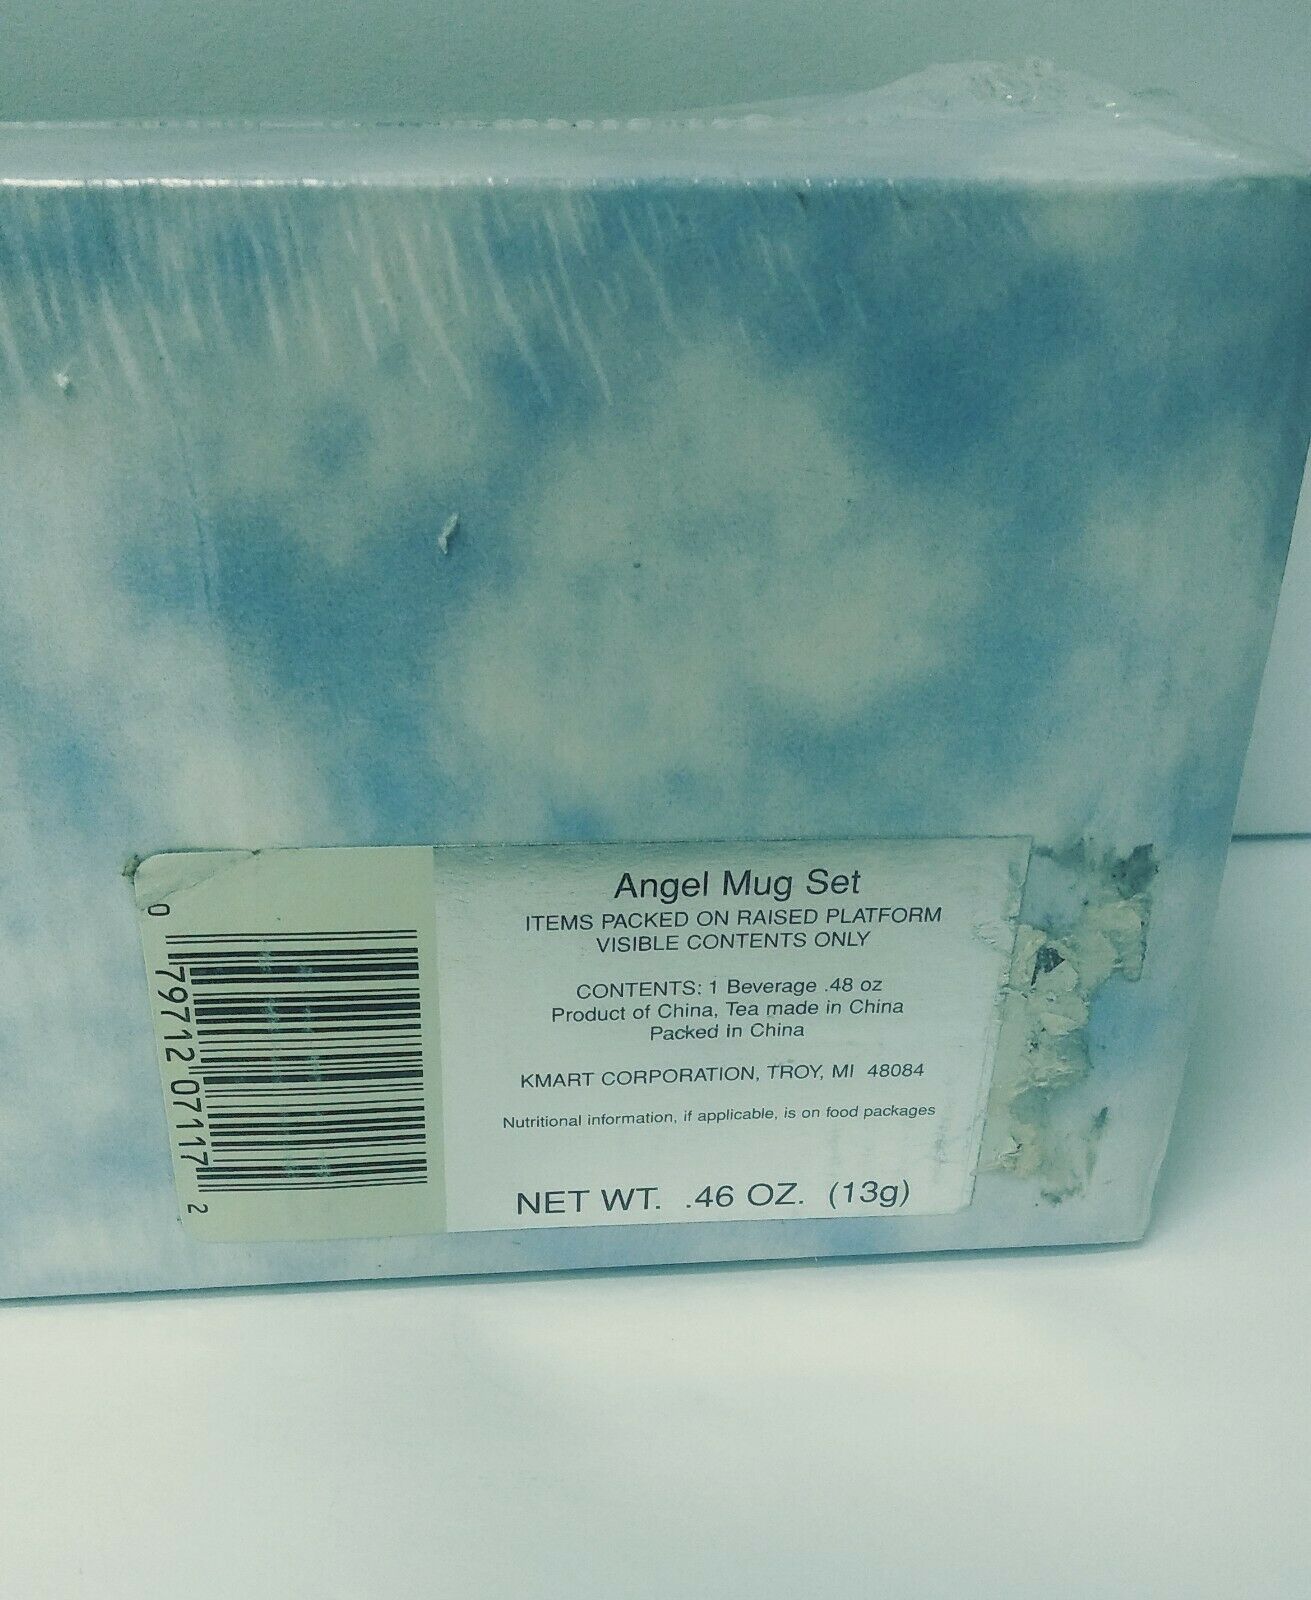 Angel Mug Set
ITEMS PACKED ON RAISED PLATFORM
VISIBLE CONTENTS ONLY
CONTENTS: 1 Beverage .48 oz
Product of China, Tea made in China
Packed In China
KMART CORPORATION, TROY, MI 48084
Nutritional information, if applicable, is on food packages
NET WT. .46 OZ. (13g)
0 79712 07117 2